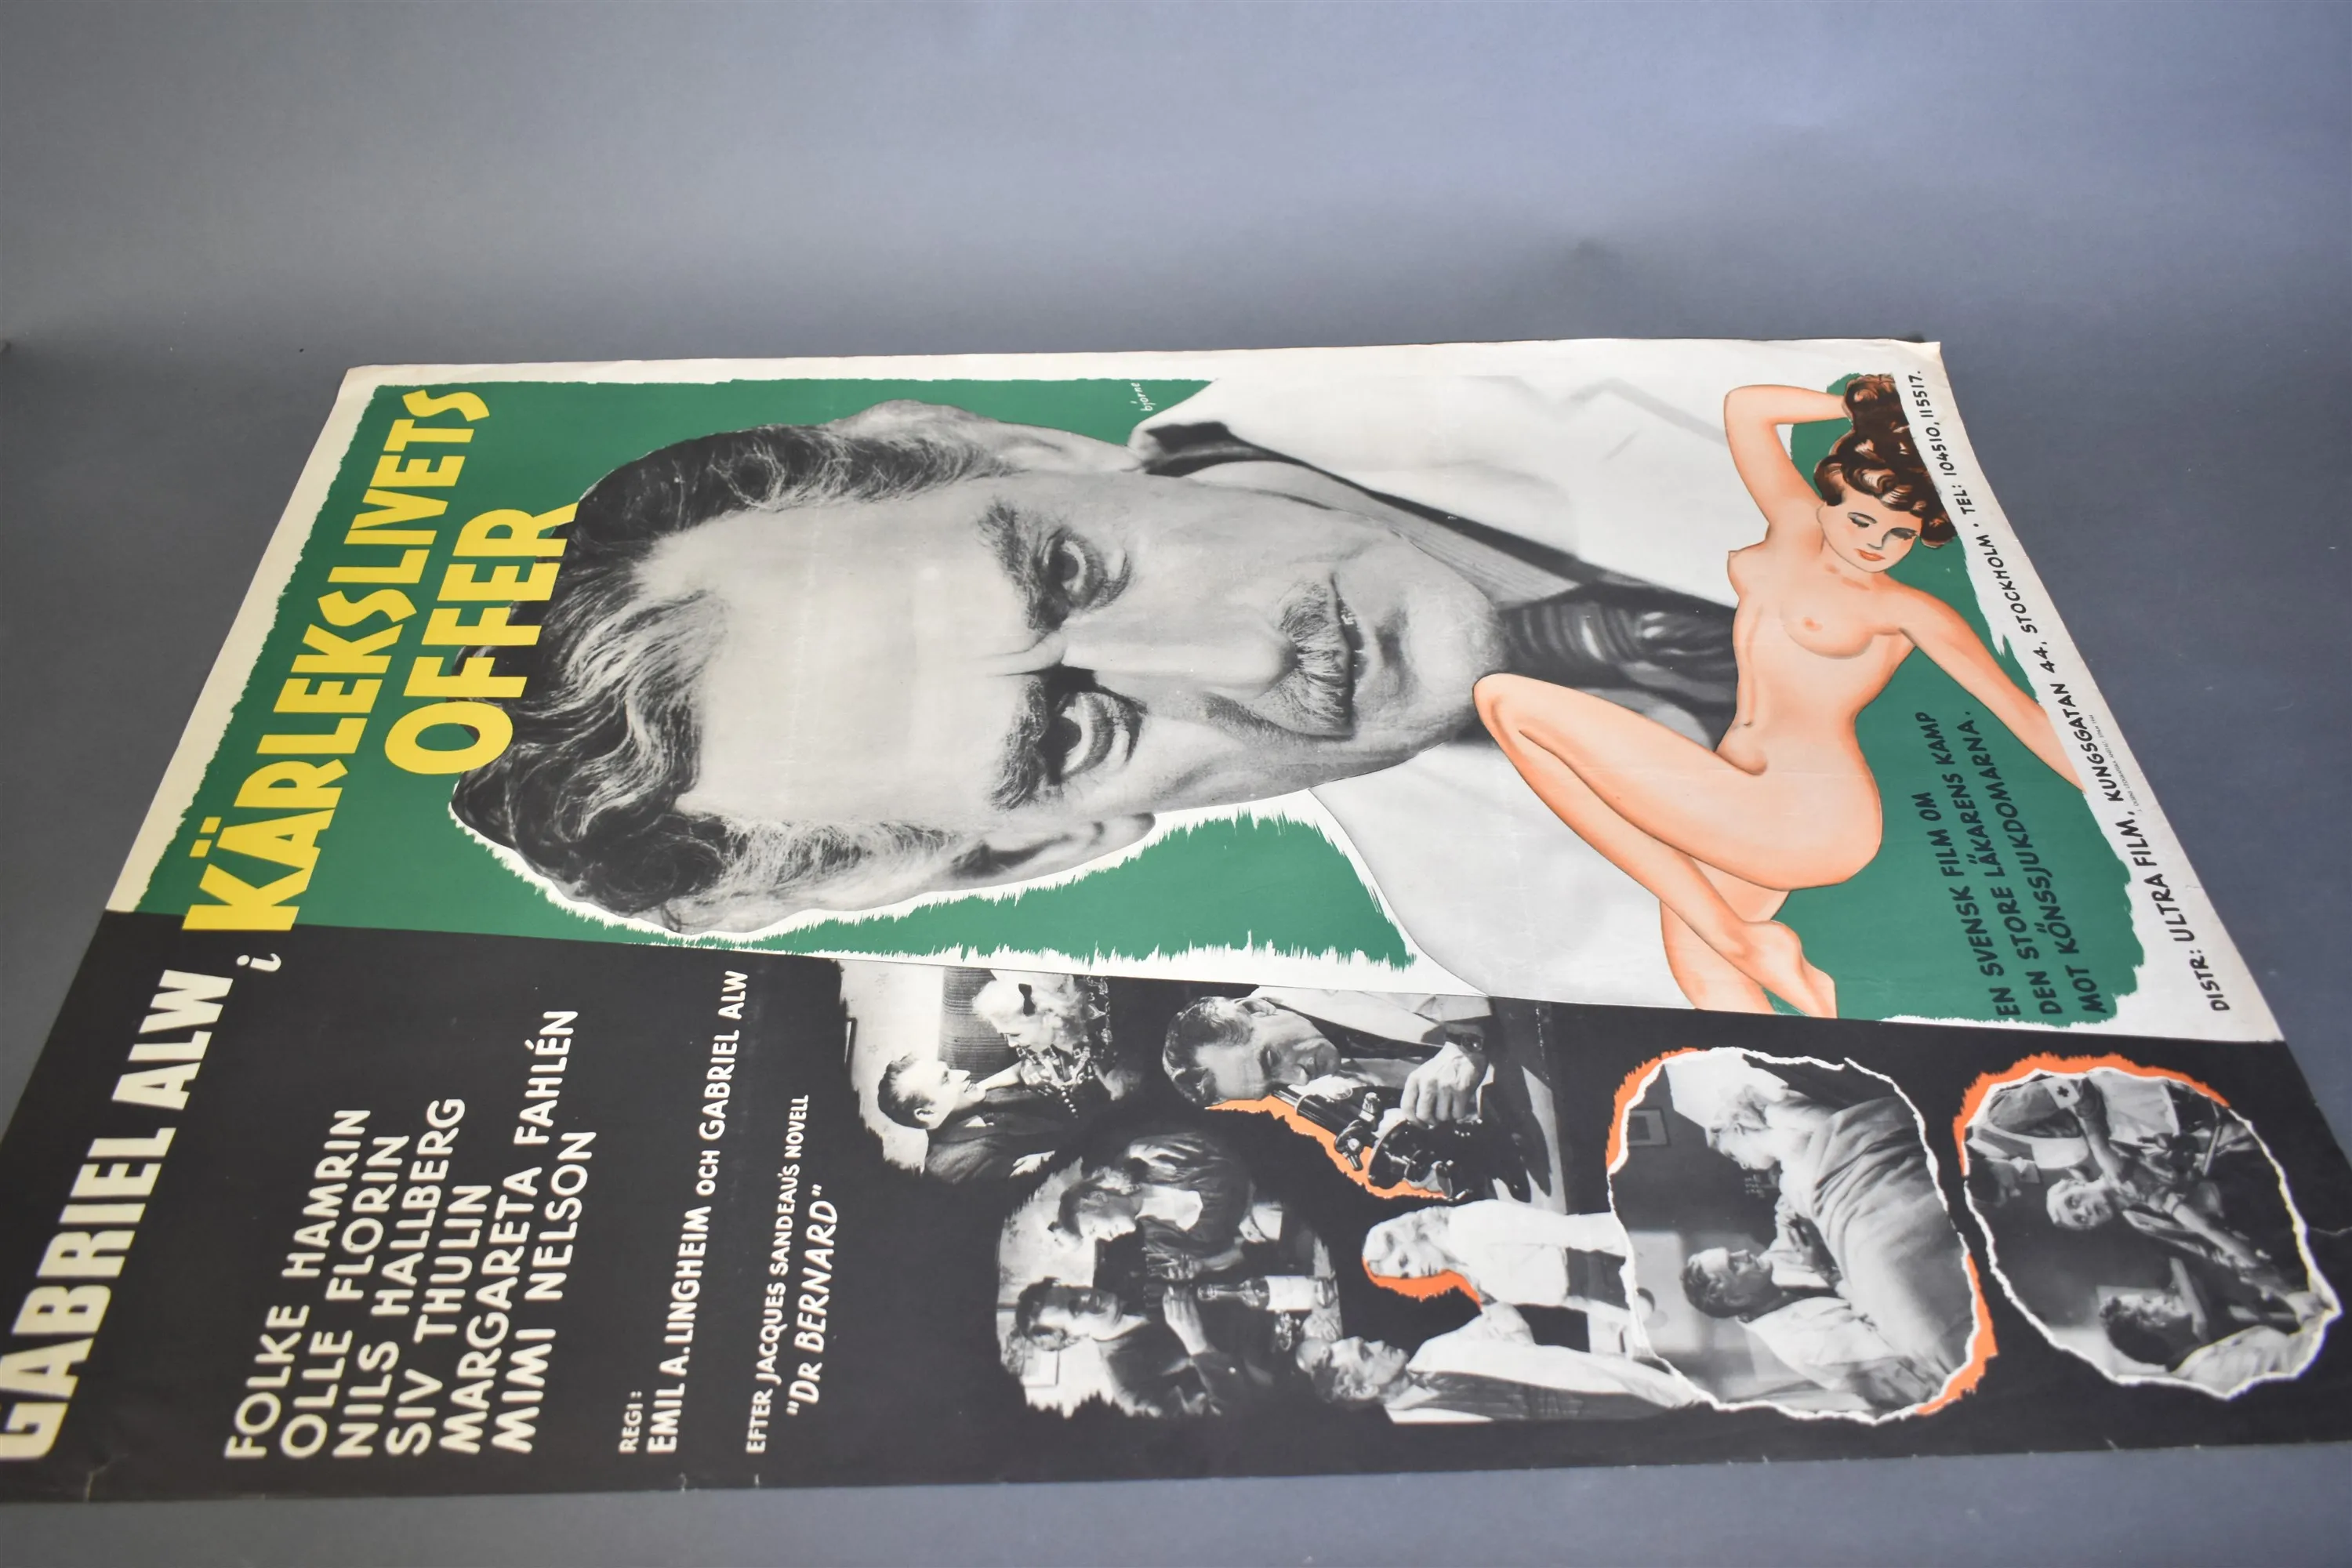 GABRIEL ALW
i KÄRLEKSLIVETS
OFFER
FOLKE HAMRIN
OLLE FLORIN
NILS HALLBERG
SIV THULIN
MARGARETA FAHLÉN
MIMI NELSON
REGI:
EMIL A. LINGHEIM OCH GABRIEL ALW
EFTER JACQUES SANDEAU'S NOVELL
"DR BERNARD"
bjørne
EN SVENSK FILM OM
DEN STORE LÄKARENS KAMP
MOT KÖNSSJUKDOMARNA.
DISTR: ULTRA FILM, KUNGSGATAN 44, STOCKHOLM. TEL: 104510, 115517.